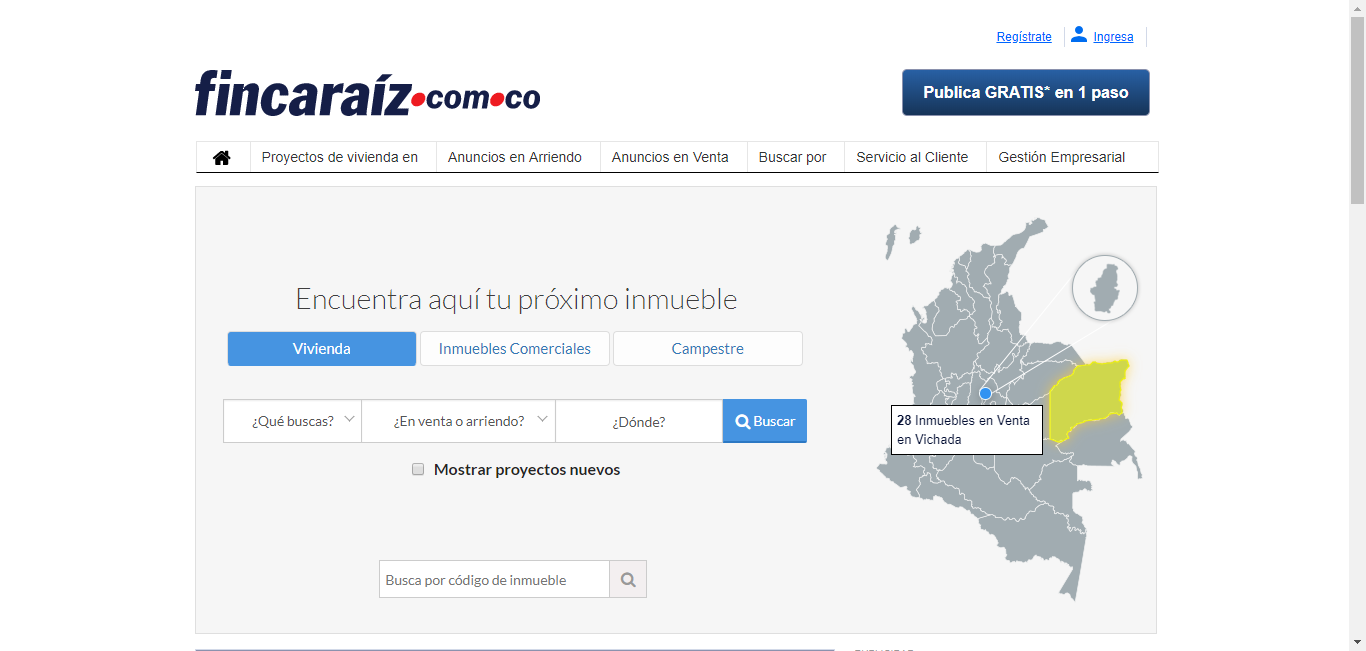 Regístrate
Ingresa
fincaraíz.com.co
Publica GRATIS* en 1 paso
Proyectos de vivienda en
Anuncios en Arriendo
Anuncios en Venta
Buscar por
Servicio al Cliente
Gestión Empresarial
Encuentra aquí tu próximo inmueble
Vivienda
Inmuebles Comerciales
Campestre
¿Qué buscas?
¿En venta o arriendo?
¿Dónde?
Buscar
Mostrar proyectos nuevos
28 Inmuebles en Venta
en Vichada
Busca por código de inmueble